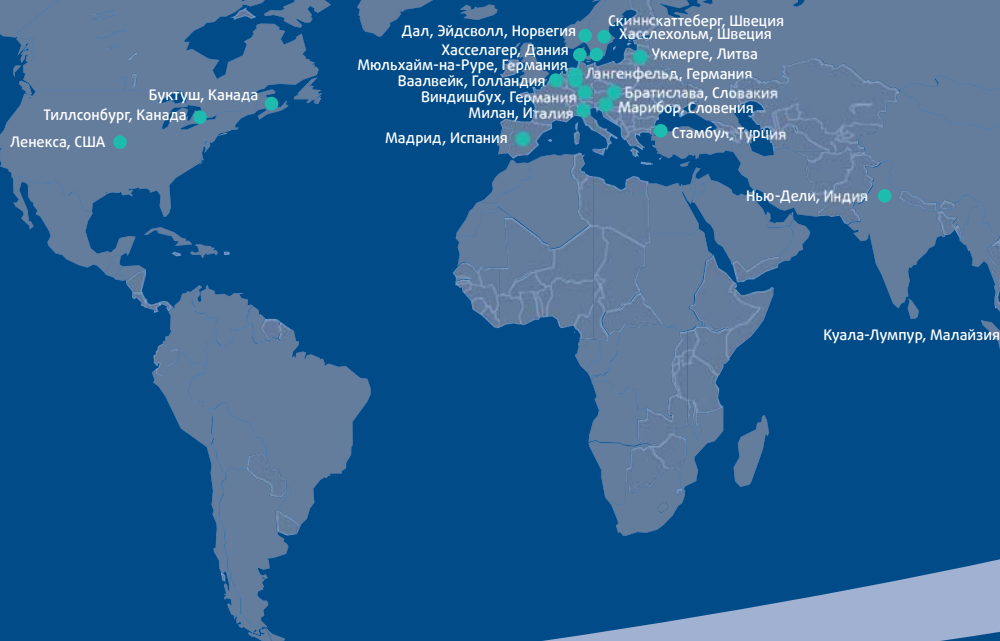 Скиннскаттеберг, Швеция
Дал, Эйдсволл, Норвегия
Хасслехольм, Швеция
Хасселагер, Дания
Укмерге, Литва
Мюльхайм-на-Руре, Германия
Лангенфельд, Германия
Ваалвейк, Голландия
Братислава, Словакия
Виндишбух, Германия
Марибор, Словения
Милан, Италия
Буктуш, Канада
Тиллсонбург, Канада
Стамбул, Турция
Мадрид, Испания
Ленекса, США
Нью-Дели, Индия
Куала-Лумпур, Малайзия